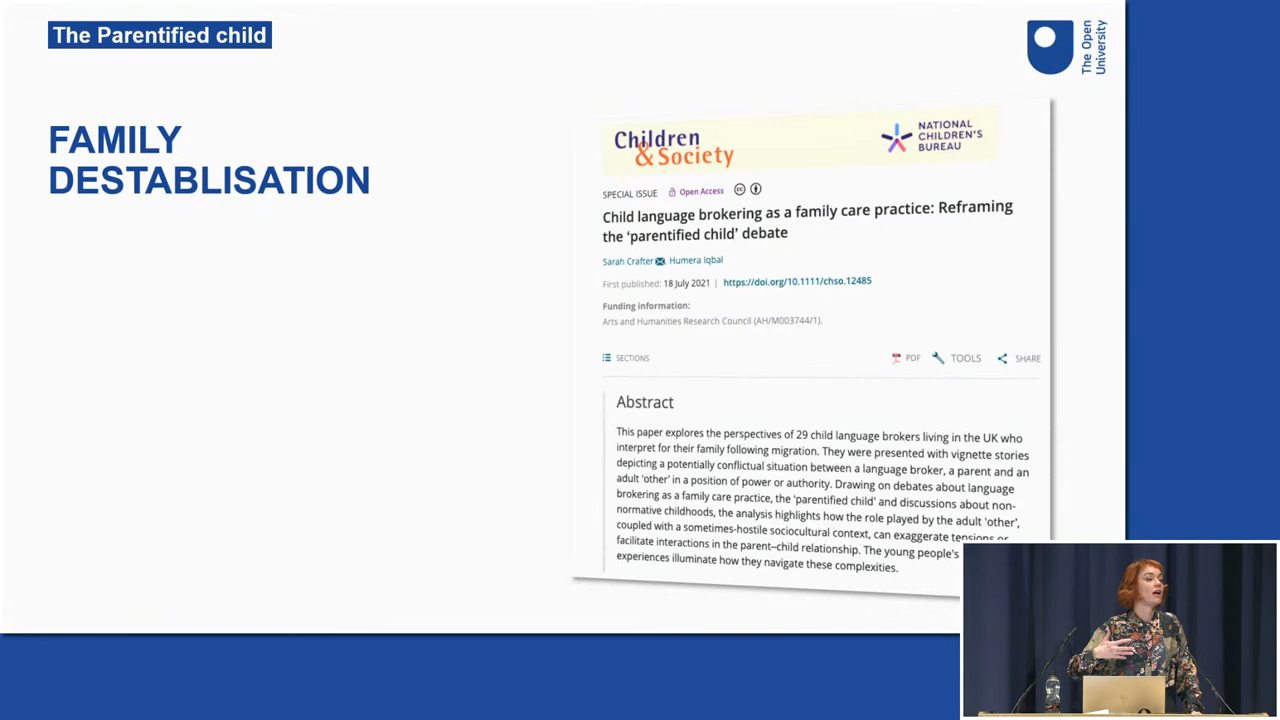 The Parentified child
The Open
University
FAMILY
DESTABLISATION
Children
& Society
NATIONAL
CHILDREN'S
BUREAU
SPECIAL ISSUE Open Access
Child language brokering as a family care practice: Reframing
the ‘parentified child’ debate
Sarah Crafter, Humera Iqbal
First published: 18 July 2021 | https://doi.org/10.1111/chso.12485
Funding information:
Arts and Humanities Research Council (AH/M003744/1).
SECTIONS PDF TOOLS SHARE
Abstract
This paper explores the perspectives of 29 child language brokers living in the UK who
interpret for their family following migration. They were presented with vignette stories
depicting a potentially conflictual situation between a language broker, a parent and an
adult ‘other’ in a position of power or authority. Drawing on debates about language
brokering as a family care practice, the ‘parentified child’ and discussions about non-
normative childhoods, the analysis highlights how the role played by the adult ‘other’,
coupled with a sometimes-hostile sociocultural context, can exaggerate tensions or
facilitate interactions in the parent–child relationship. The young people's
experiences illuminate how they navigate these complexities.